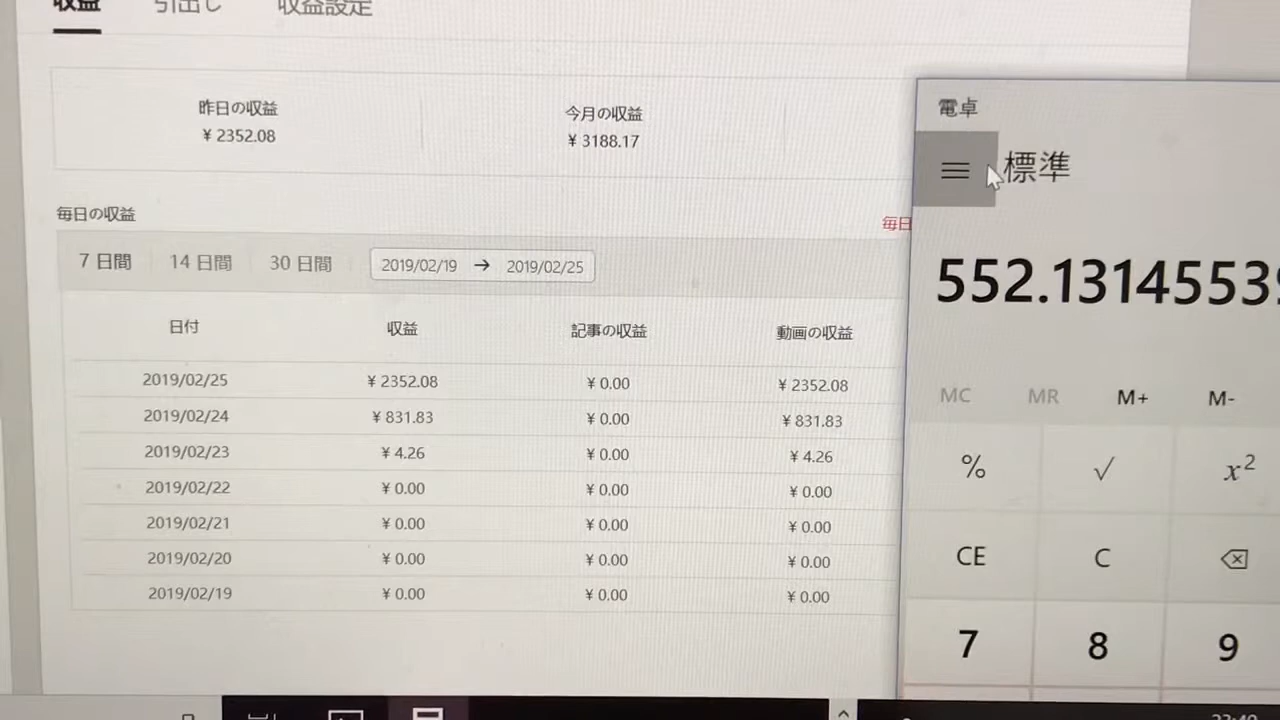 収益 引出し 収益設定
昨日の収益
¥ 2352.08
今月の収益
¥ 3188.17
毎日の収益
毎日
7 日間 14 日間 30 日間 2019/02/19 → 2019/02/25
日付 収益 記事の収益 動画の収益
2019/02/25 ¥ 2352.08 ¥ 0.00 ¥ 2352.08
2019/02/24 ¥ 831.83 ¥ 0.00 ¥ 831.83
2019/02/23 ¥ 4.26 ¥ 0.00 ¥ 4.26
2019/02/22 ¥ 0.00 ¥ 0.00 ¥ 0.00
2019/02/21 ¥ 0.00 ¥ 0.00 ¥ 0.00
2019/02/20 ¥ 0.00 ¥ 0.00 ¥ 0.00
2019/02/19 ¥ 0.00 ¥ 0.00 ¥ 0.00
電卓
標準
552.13145539
MC MR M+ M-
% √ x²
CE C
7 8 9